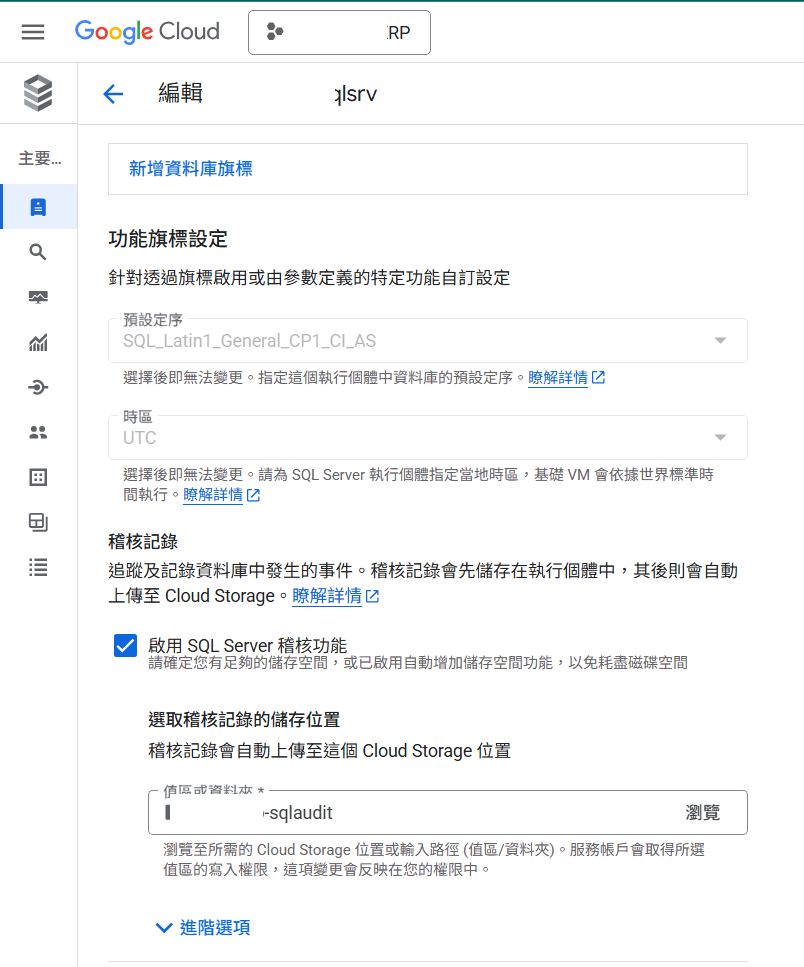 Google Cloud
RP
編輯
qlsrv
主要...
新增資料庫旗標
功能旗標設定
針對透過旗標啟用或由參數定義的特定功能自訂設定
預設定序
SQL_Latin1_General_CP1_CI_AS
選擇後即無法變更。指定這個執行個體中資料庫的預設定序。瞭解詳情
時區
UTC
選擇後即無法變更。請為 SQL Server 執行個體指定當地時區，基礎 VM 會依據世界標準時
間執行。瞭解詳情
稽核記錄
追蹤及記錄資料庫中發生的事件。稽核記錄會先儲存在執行個體中，其後則會自動
上傳至 Cloud Storage。瞭解詳情
啟用 SQL Server 稽核功能
請確定您有足夠的儲存空間，或已啟用自動增加儲存空間功能，以免耗盡磁碟空間
選取稽核記錄的儲存位置
稽核記錄會自動上傳至這個 Cloud Storage 位置
值區或資料夾 *
-sqlaudit
瀏覽
瀏覽至所需的 Cloud Storage 位置或輸入路徑 (值區/資料夾)。服務帳戶會取得所選
值區的寫入權限，這項變更會反映在您的權限中。
進階選項